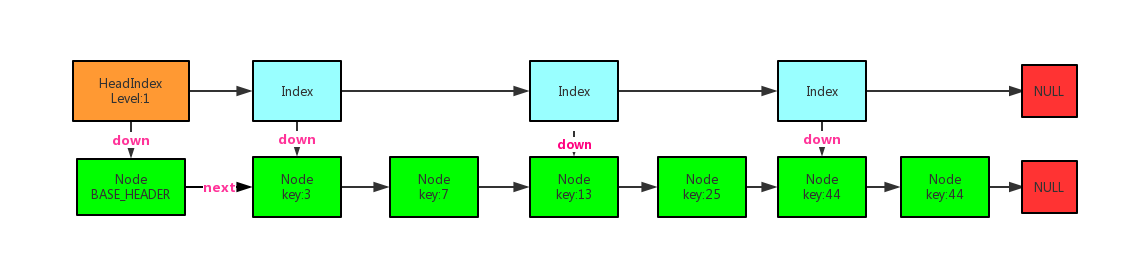 HeadIndex
Level:1
Index
Index
Index
NULL
down
down
down
down
Node
BASE_HEADER
next
Node
key:3
Node
key:7
Node
key:13
Node
key:25
Node
key:44
Node
key:44
NULL